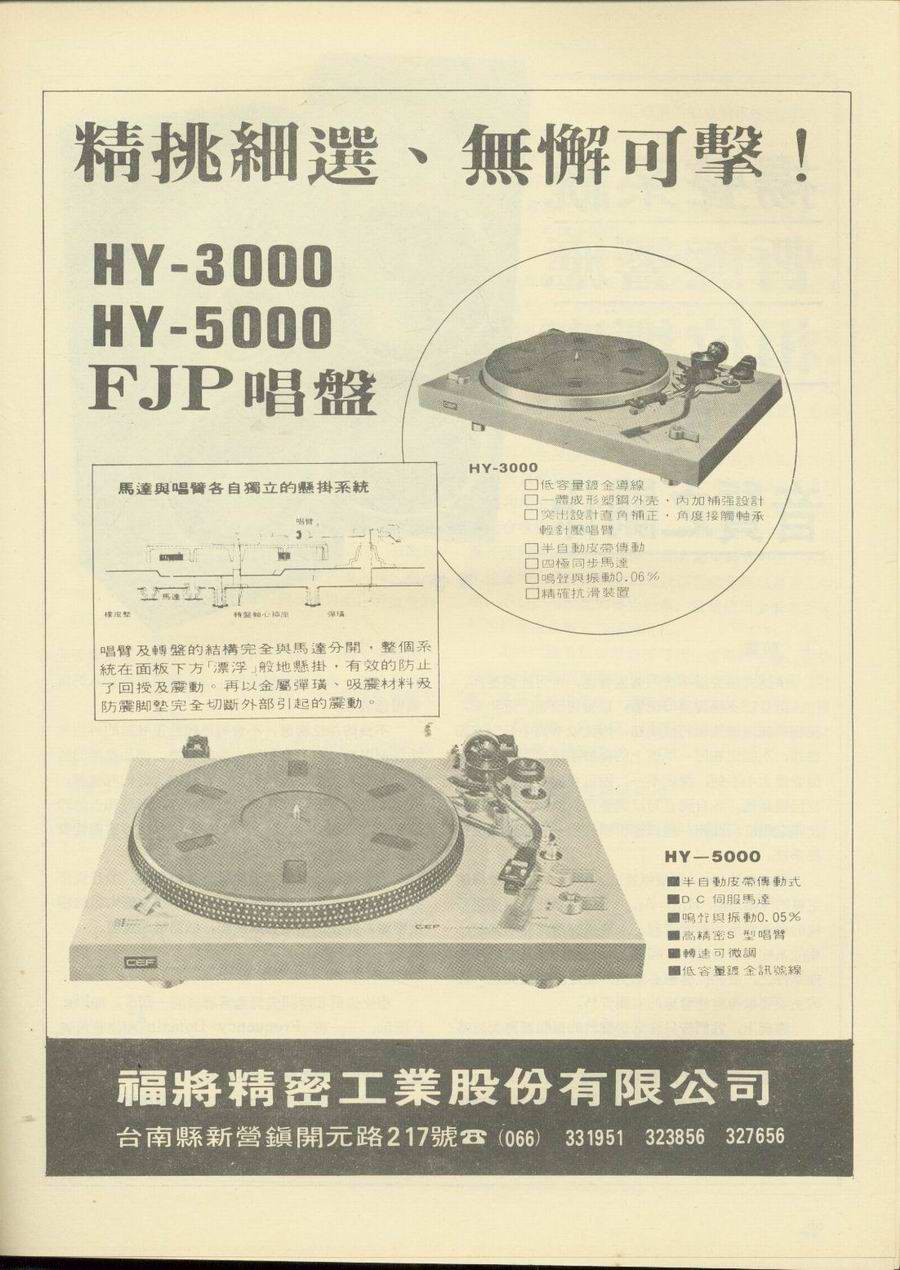 精挑細選、無懈可擊！
HY-3000
HY-5000
FJP唱盤
HY-3000
□低容量鍍金導線
□一體成形塑鋼外壳，內加補强設計
□突出設計直角補正，角度接觸軸承
輕針壓唱臂
□半自動皮帶傳動
□四極同步馬達
□鳴聲與振動0.06%
□精確抗滑裝置
馬達與唱臂各自獨立的懸掛系統
唱臂
馬達
橡皮墊 轉盤軸心插座 彈璜
唱臂及轉盤的結構完全與馬達分開，整個系
統在面板下方「漂浮」般地懸掛，有效的防止
了回授及震動。再以金屬彈璜、吸震材料及
防震脚墊完全切斷外部引起的震動。
CEF
CEF
HY—5000
■半自動皮帶傳動式
■DC 伺服馬達
■鳴聲與振動0.05%
■高精密S 型唱臂
■轉速可微調
■低容量鍍金訊號線
福將精密工業股份有限公司
台南縣新營鎮開元路217號☎(066) 331951 323856 327656